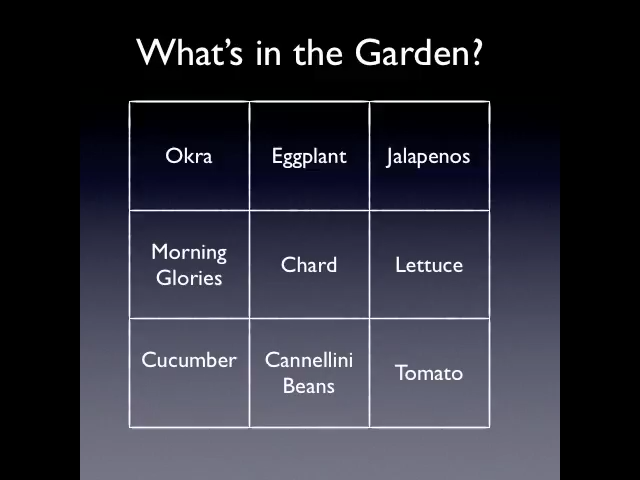 What's in the Garden?
Okra Eggplant Jalapenos
Morning Glories Chard Lettuce
Cucumber Cannellini Beans Tomato